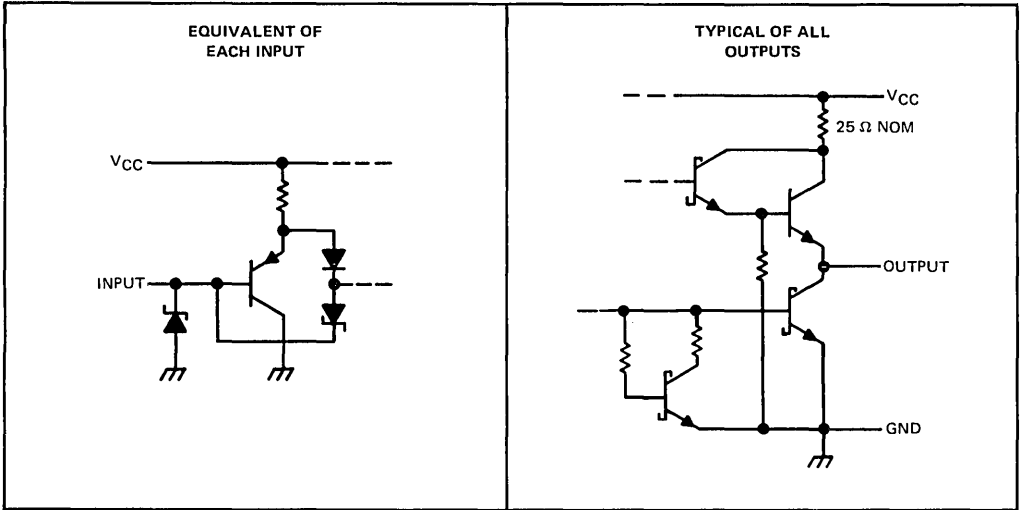 EQUIVALENT OF
EACH INPUT
VCC
INPUT
TYPICAL OF ALL
OUTPUTS
VCC
25 Ω NOM
OUTPUT
GND